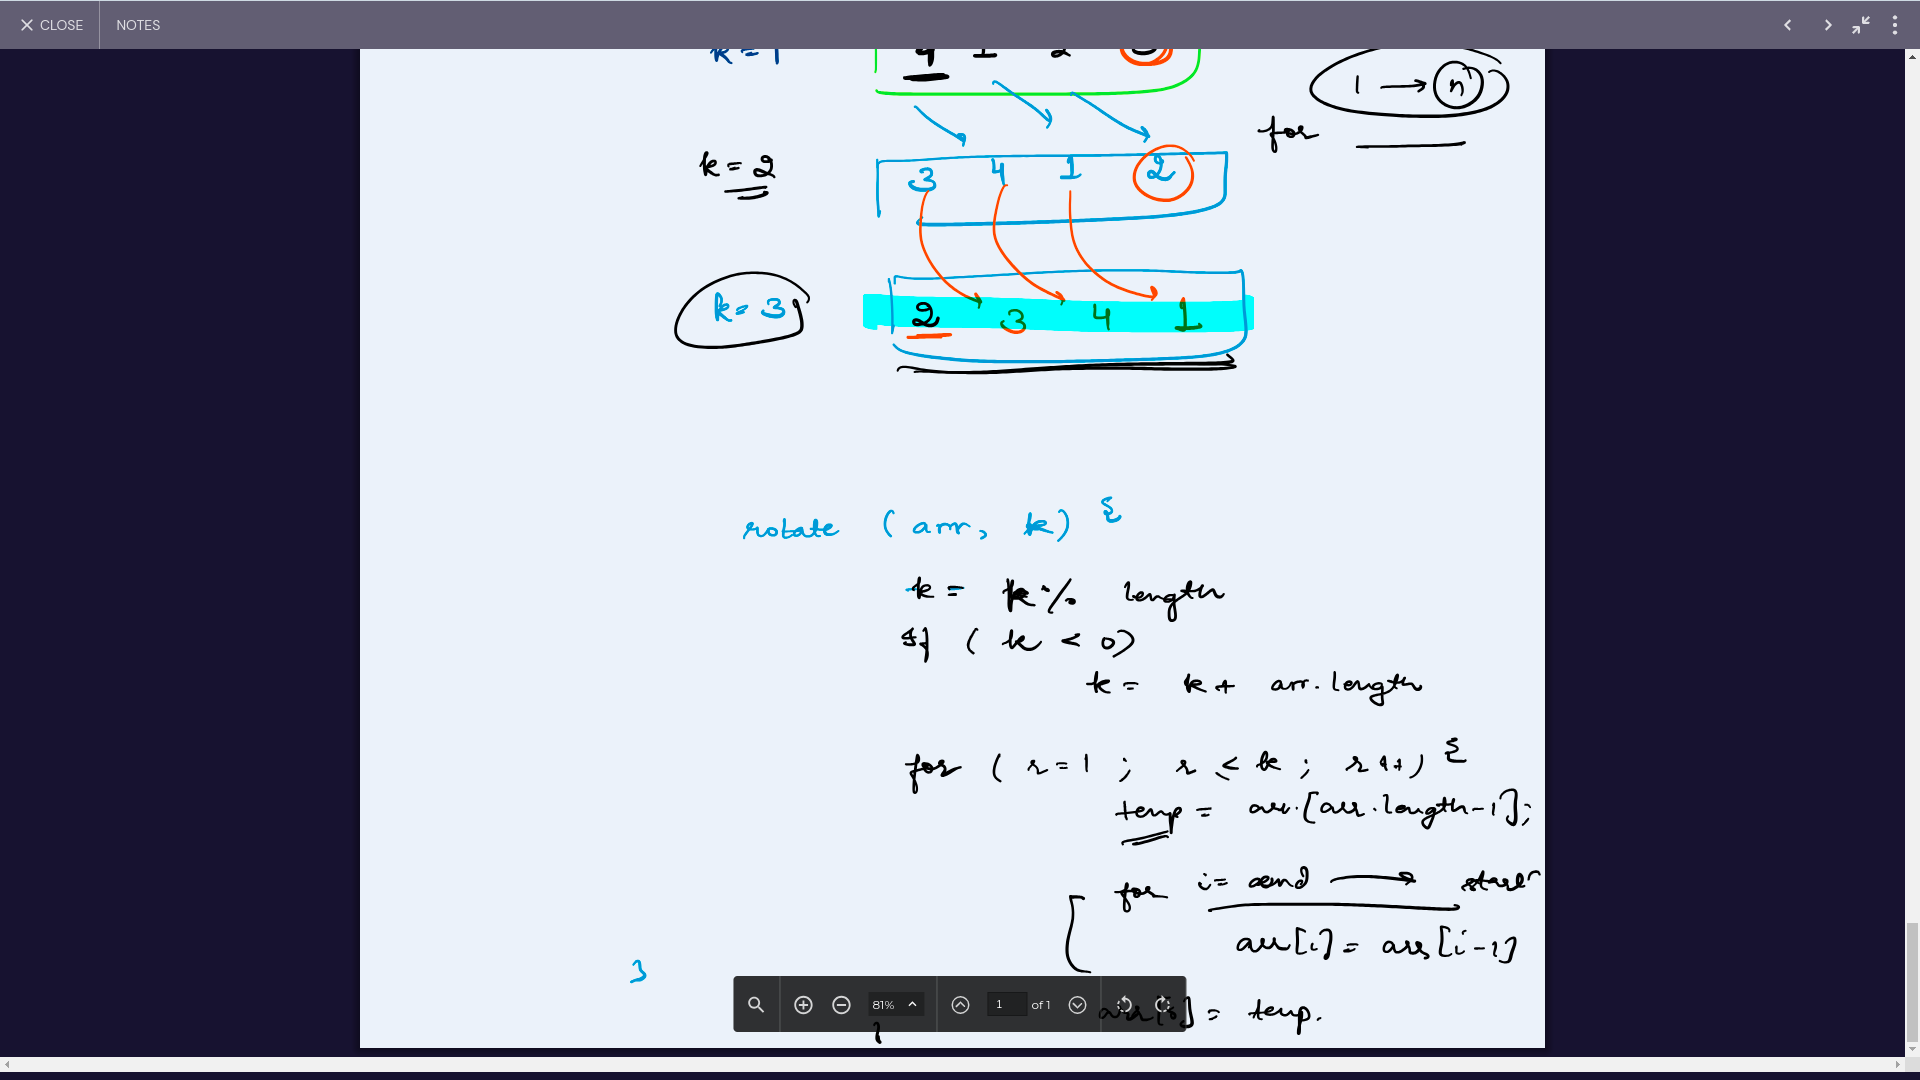 CLOSE NOTES
k = 1
4 1 2 3
1 → n
for
k = 2
3 4 1 2
k = 3
2 3 4 1
rotate ( arr, k) {
k = k % length
if ( k < 0)
k = k + arr.length
for ( r = 1 ; r ≤ k ; r++) {
temp = arr.[arr.length-1];
for i = end → start
arr[i] = arr[i-1]
}
81% 1 of 1
arr[0] = temp.
}